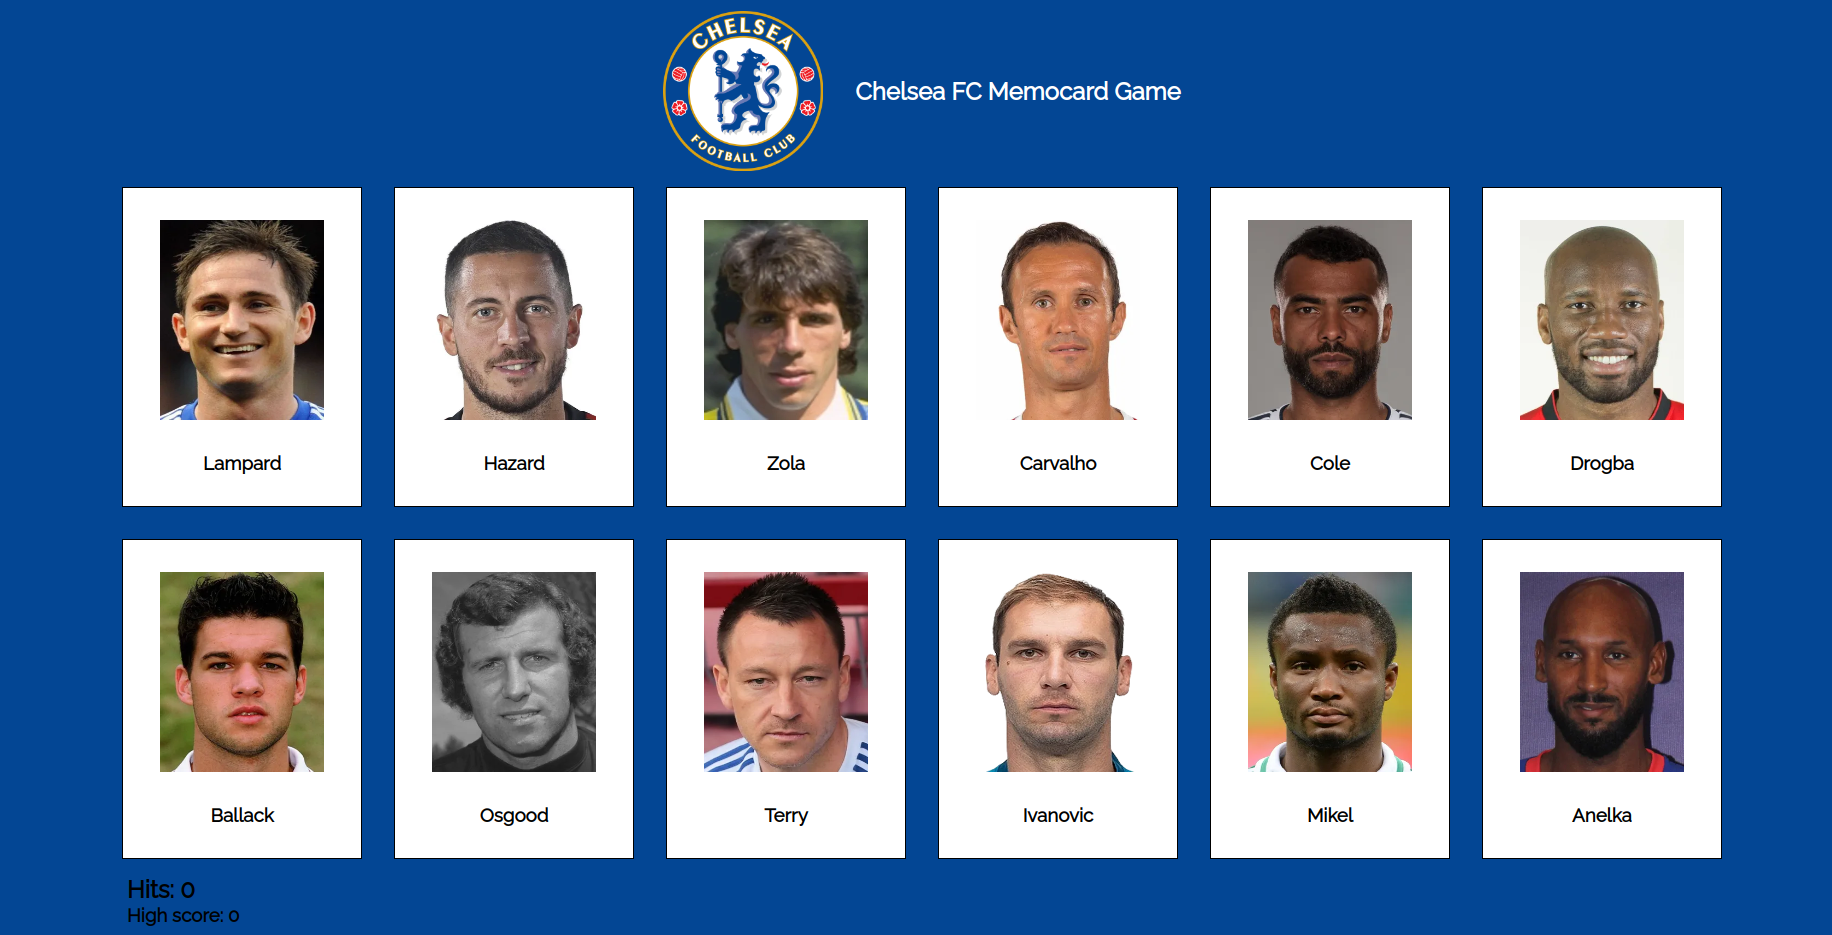 CHELSEA
FOOTBALL CLUB
Chelsea FC Memocard Game
Lampard
Hazard
Zola
Carvalho
Cole
Drogba
Ballack
Osgood
Terry
Ivanovic
Mikel
Anelka
Hits: 0
High score: 0